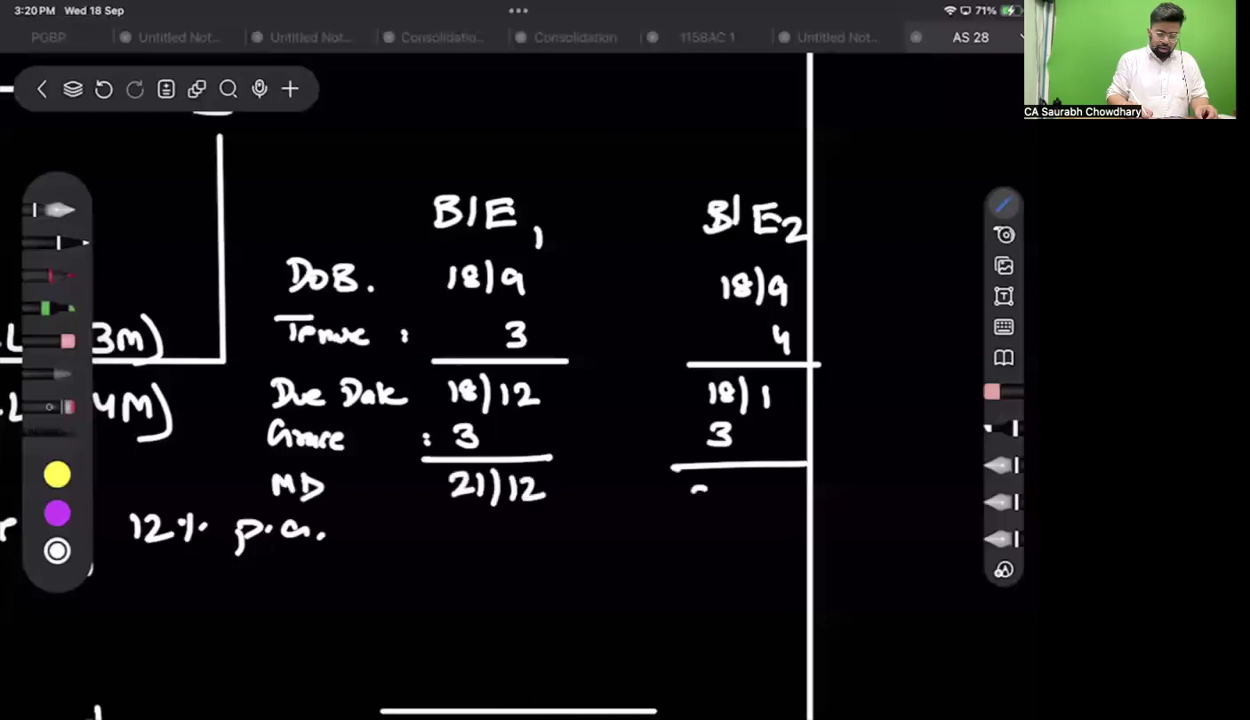 3:20 PM Wed 18 Sep
71%
PGBP Untitled Not... Untitled Not... Consolidatio... Consolidation 1158AC 1 Untitled Not... AS 28
CA Saurabh Chowdhary
B/E1 B/E2
DOB. 18/9 18/9
Tenure : 3 4
3M)
Due Date 18/12 18/1
4M)
Grace : 3 3
MD 21/12
12% p.a.